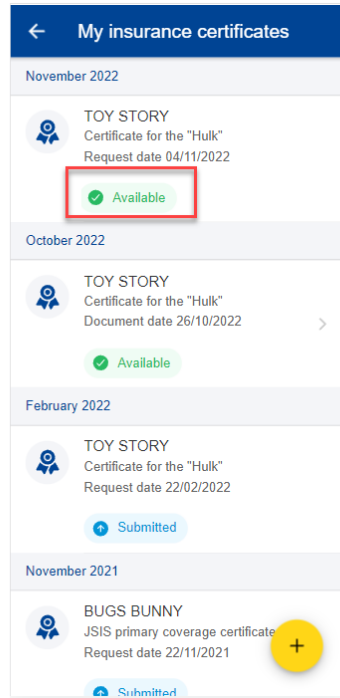 My insurance certificates
November 2022
TOY STORY
Certificate for the "Hulk"
Request date 04/11/2022
Available
October 2022
TOY STORY
Certificate for the "Hulk"
Document date 26/10/2022
Available
February 2022
TOY STORY
Certificate for the "Hulk"
Request date 22/02/2022
Submitted
November 2021
BUGS BUNNY
JSIS primary coverage certificate
Request date 22/11/2021
Submitted